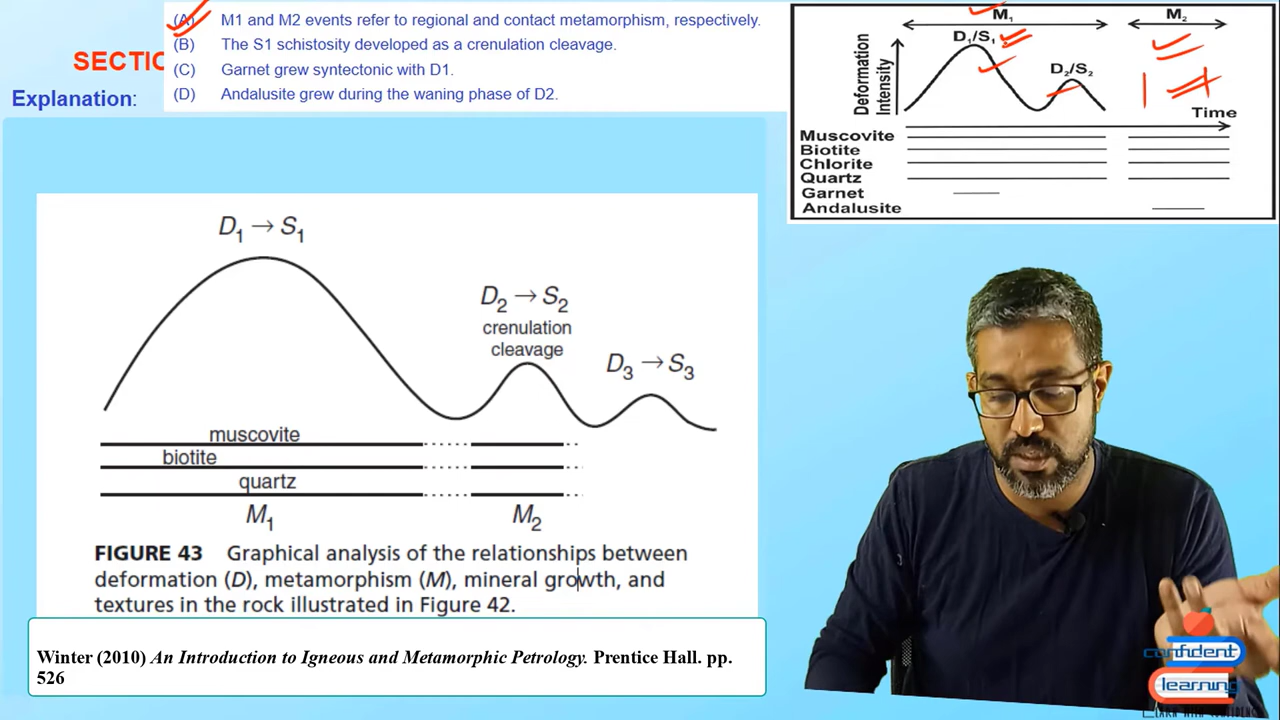 (A) M1 and M2 events refer to regional and contact metamorphism, respectively.
(B) The S1 schistosity developed as a crenulation cleavage.
(C) Garnet grew syntectonic with D1.
(D) Andalusite grew during the waning phase of D2.
SECTIO
Explanation:
M₁ M₂
D₁/S₁
D₂/S₂
Deformation
Intensity
Time
Muscovite
Biotite
Chlorite
Quartz
Garnet
Andalusite
D₁ → S₁
D₂ → S₂
crenulation
cleavage
D₃ → S₃
muscovite
biotite
quartz
M₁ M₂
FIGURE 43 Graphical analysis of the relationships between
deformation (D), metamorphism (M), mineral growth, and
textures in the rock illustrated in Figure 42.
Winter (2010) An Introduction to Igneous and Metamorphic Petrology. Prentice Hall. pp.
526
confident
learning
LEARN WITH CONFIDENCE